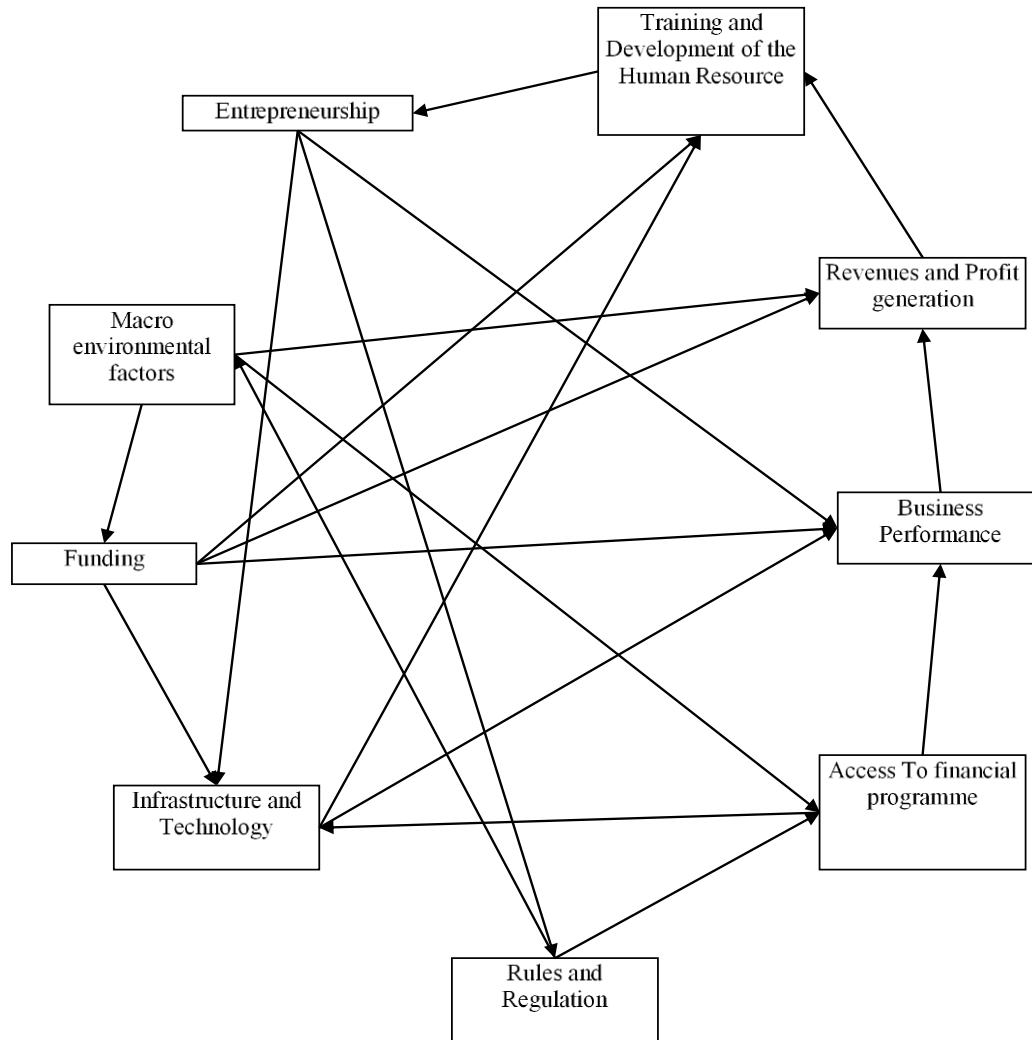 Training and
Development of the
Human Resource
Entrepreneurship
Revenues and Profit
generation
Macro
environmental
factors
Business
Performance
Funding
Access To financial
programme
Infrastructure and
Technology
Rules and
Regulation